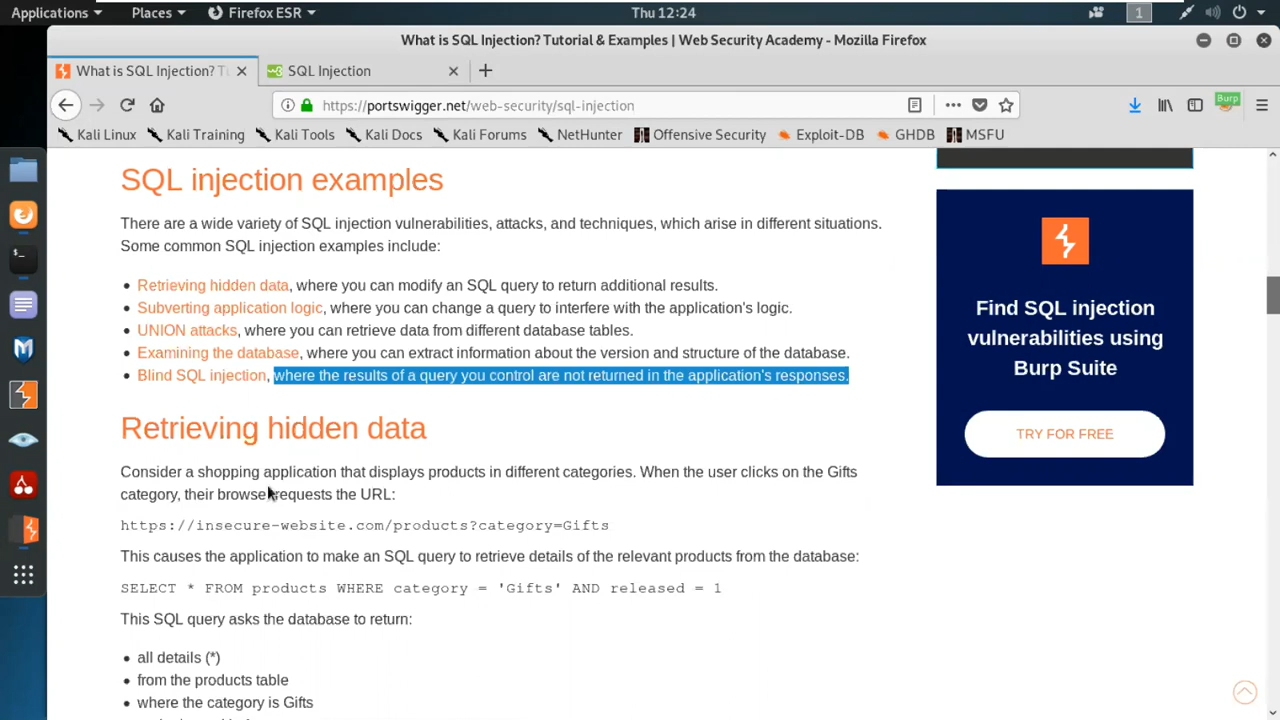 Applications
Places
Firefox ESR
Thu 12:24
1
What is SQL Injection? Tutorial & Examples | Web Security Academy - Mozilla Firefox
What is SQL Injection? Tu
SQL Injection
https://portswigger.net/web-security/sql-injection
Burp
Kali Linux
Kali Training
Kali Tools
Kali Docs
Kali Forums
NetHunter
Offensive Security
Exploit-DB
GHDB
MSFU
SQL injection examples
There are a wide variety of SQL injection vulnerabilities, attacks, and techniques, which arise in different situations.
Some common SQL injection examples include:
• Retrieving hidden data, where you can modify an SQL query to return additional results.
• Subverting application logic, where you can change a query to interfere with the application's logic.
• UNION attacks, where you can retrieve data from different database tables.
• Examining the database, where you can extract information about the version and structure of the database.
• Blind SQL injection, where the results of a query you control are not returned in the application's responses.
Retrieving hidden data
Consider a shopping application that displays products in different categories. When the user clicks on the Gifts
category, their browser requests the URL:
https://insecure-website.com/products?category=Gifts
This causes the application to make an SQL query to retrieve details of the relevant products from the database:
SELECT * FROM products WHERE category = 'Gifts' AND released = 1
This SQL query asks the database to return:
• all details (*)
• from the products table
• where the category is Gifts
Find SQL injection
vulnerabilities using
Burp Suite
TRY FOR FREE